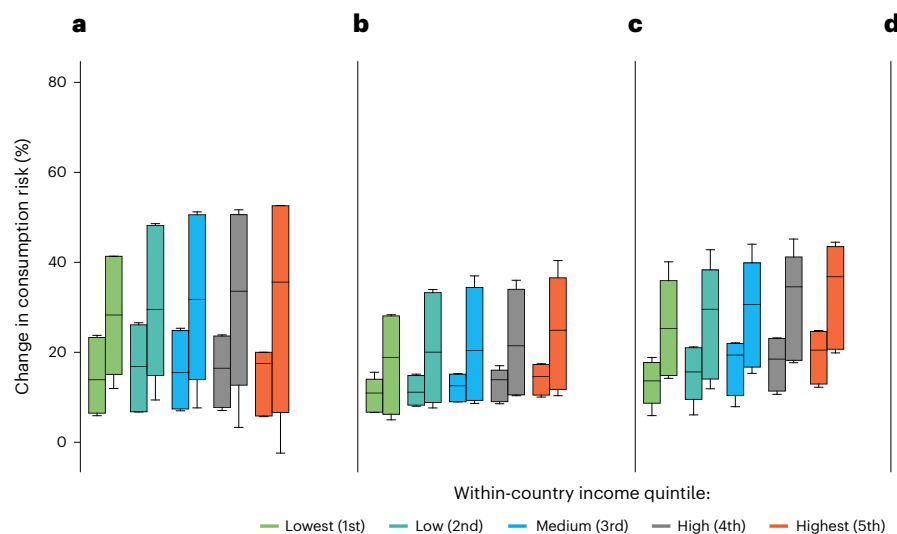 a
b
c
d
Change in consumption risk (%)
80
60
40
20
0
Within-country income quintile:
Lowest (1st) Low (2nd) Medium (3rd) High (4th) Highest (5th)